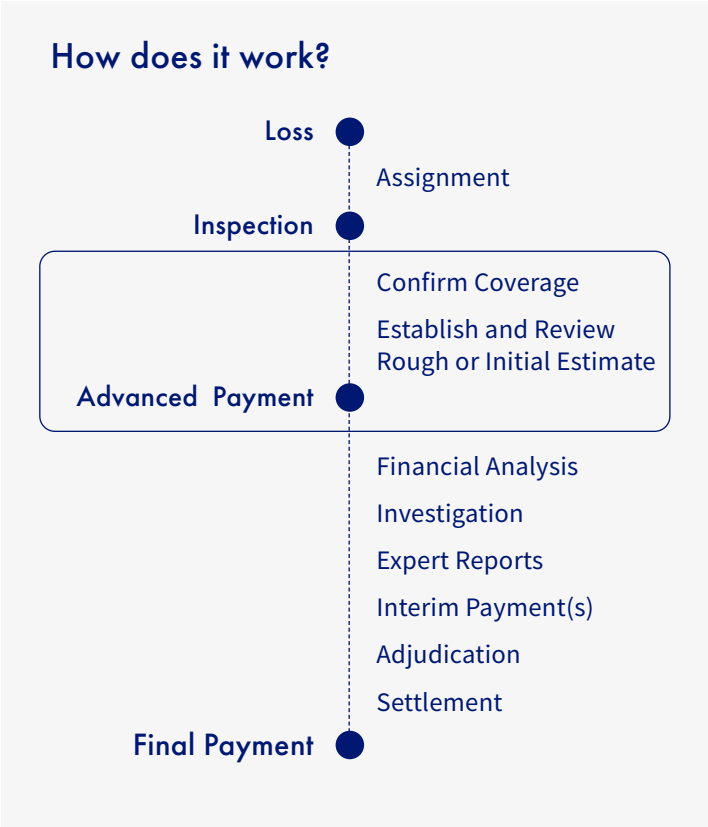 How does it work?
Loss
Assignment
Inspection
Confirm Coverage
Establish and Review
Rough or Initial Estimate
Advanced Payment
Financial Analysis
Investigation
Expert Reports
Interim Payment(s)
Adjudication
Settlement
Final Payment